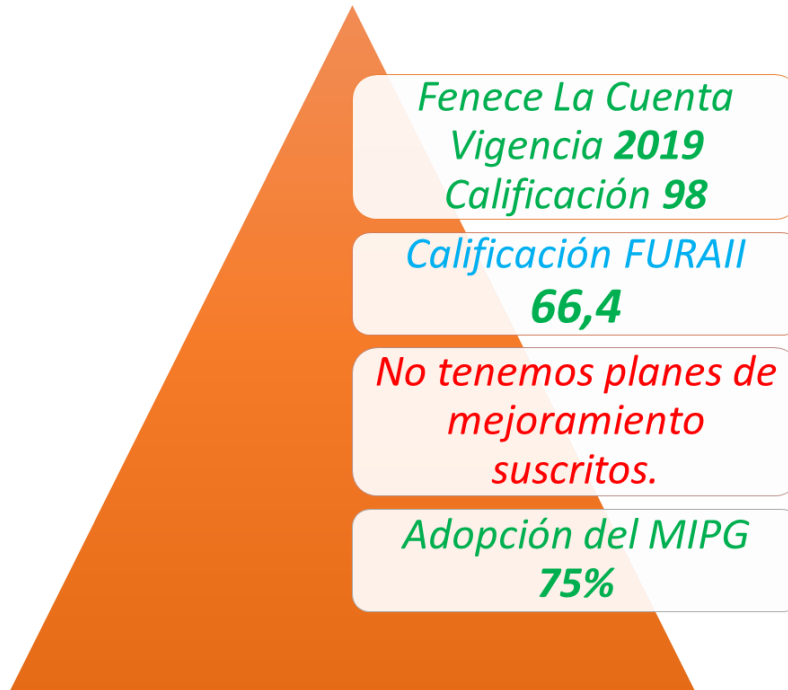 Fenece La Cuenta
Vigencia 2019
Calificación 98
Calificación FURAII
66,4
No tenemos planes de
mejoramiento
suscritos.
Adopción del MIPG
75%